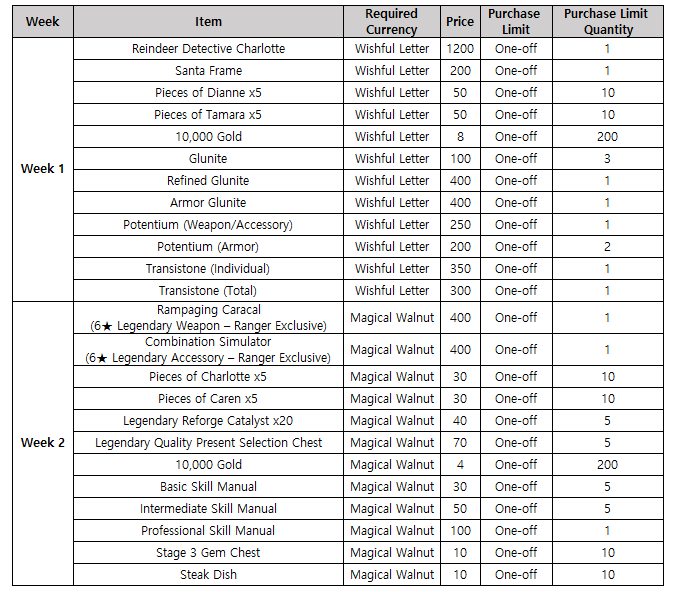 Week Item Required Currency Price Purchase Limit Purchase Limit Quantity
Week 1
Reindeer Detective Charlotte Wishful Letter 1200 One-off 1
Santa Frame Wishful Letter 200 One-off 1
Pieces of Dianne x5 Wishful Letter 50 One-off 10
Pieces of Tamara x5 Wishful Letter 50 One-off 10
10,000 Gold Wishful Letter 8 One-off 200
Glunite Wishful Letter 100 One-off 3
Refined Glunite Wishful Letter 400 One-off 1
Armor Glunite Wishful Letter 400 One-off 1
Potentium (Weapon/Accessory) Wishful Letter 250 One-off 1
Potentium (Armor) Wishful Letter 200 One-off 2
Transistone (Individual) Wishful Letter 350 One-off 1
Transistone (Total) Wishful Letter 300 One-off 1
Week 2
Rampaging Caracal
(6★ Legendary Weapon – Ranger Exclusive) Magical Walnut 400 One-off 1
Combination Simulator
(6★ Legendary Accessory – Ranger Exclusive) Magical Walnut 400 One-off 1
Pieces of Charlotte x5 Magical Walnut 30 One-off 10
Pieces of Caren x5 Magical Walnut 30 One-off 10
Legendary Reforge Catalyst x20 Magical Walnut 40 One-off 5
Legendary Quality Present Selection Chest Magical Walnut 70 One-off 5
10,000 Gold Magical Walnut 4 One-off 200
Basic Skill Manual Magical Walnut 30 One-off 5
Intermediate Skill Manual Magical Walnut 50 One-off 5
Professional Skill Manual Magical Walnut 100 One-off 1
Stage 3 Gem Chest Magical Walnut 10 One-off 10
Steak Dish Magical Walnut 10 One-off 10